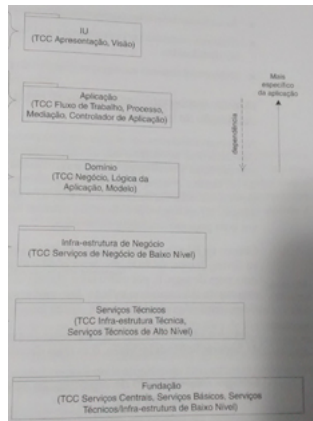 IU
(TCC Apresentação, Visão)
Aplicação
(TCC Fluxo de Trabalho, Processo,
Mediação, Controlador de Aplicação)
Mais
específico
da aplicação
dependência
Domínio
(TCC Negócio, Lógica da
Aplicação, Modelo)
Infra-estrutura de Negócio
(TCC Serviços de Negócio de Baixo Nível)
Serviços Técnicos
(TCC Infra-estrutura Técnica,
Serviços Técnicos de Alto Nível)
Fundação
(TCC Serviços Centrais, Serviços Básicos, Serviços
Técnicos/Infra-estrutura de Baixo Nível)